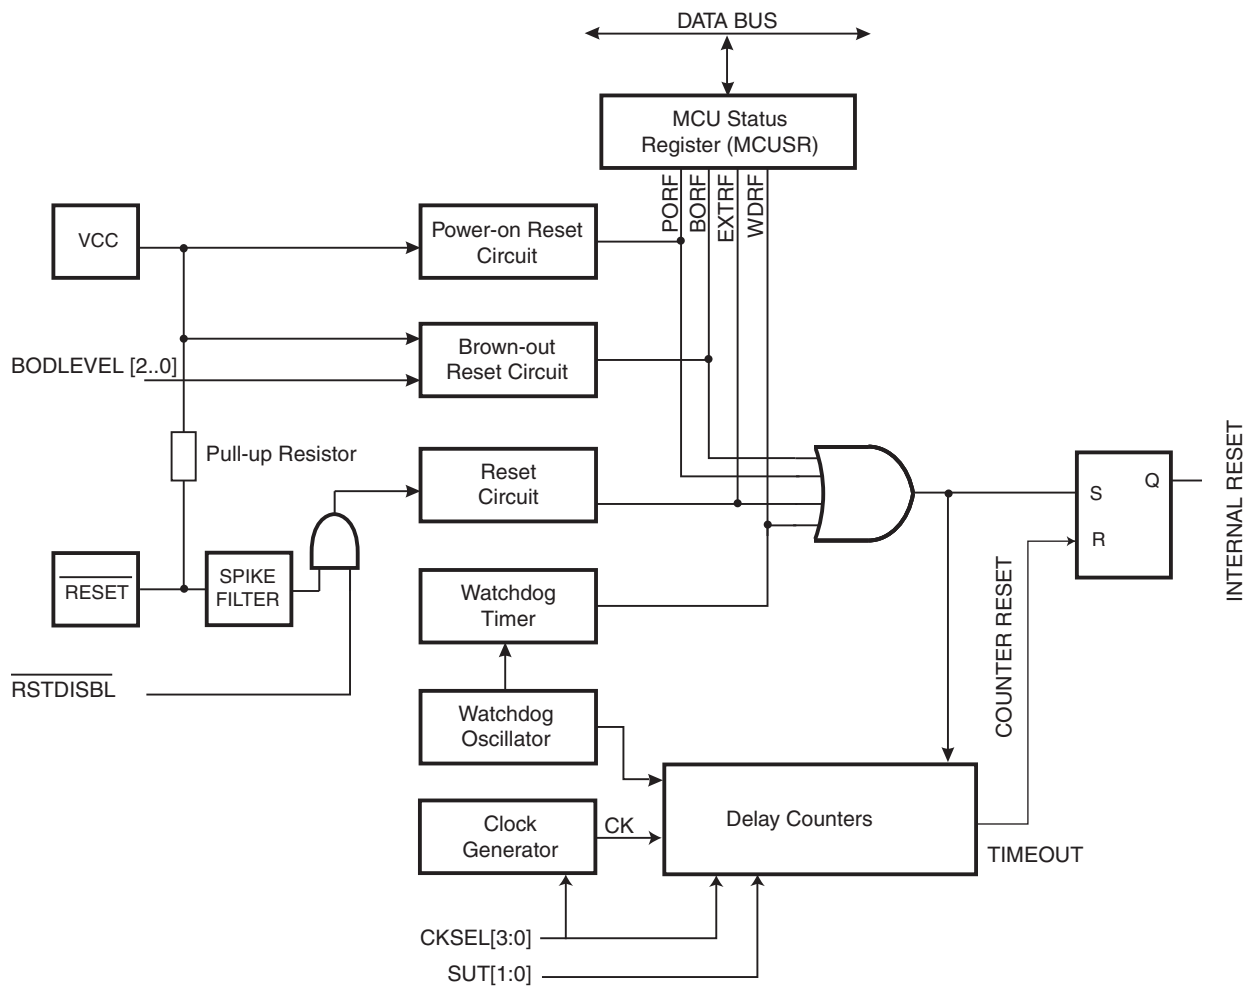 DATA BUS
MCU Status
Register (MCUSR)
PORF
BORF
EXTRF
WDRF
VCC
Power-on Reset
Circuit
Brown-out
Reset Circuit
BODLEVEL [2..0]
Pull-up Resistor
Reset
Circuit
S
Q
R
INTERNAL RESET
RESET
SPIKE
FILTER
Watchdog
Timer
RSTDISBL
Watchdog
Oscillator
COUNTER RESET
Clock
Generator
CK
Delay Counters
TIMEOUT
CKSEL[3:0]
SUT[1:0]